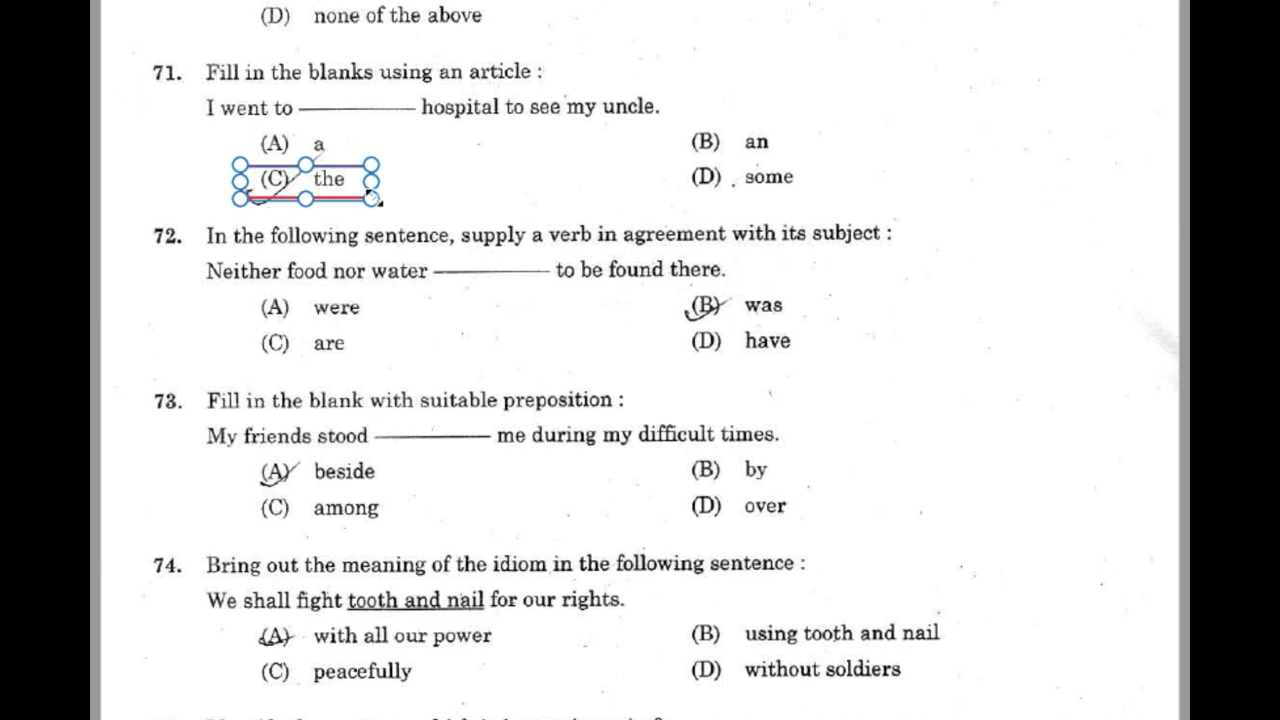 (D) none of the above
71. Fill in the blanks using an article :
I went to ———— hospital to see my uncle.
(A) a (B) an
(C) the (D) some
72. In the following sentence, supply a verb in agreement with its subject :
Neither food nor water ———— to be found there.
(A) were (B) was
(C) are (D) have
73. Fill in the blank with suitable preposition :
My friends stood ———— me during my difficult times.
(A) beside (B) by
(C) among (D) over
74. Bring out the meaning of the idiom in the following sentence :
We shall fight tooth and nail for our rights.
(A) with all our power (B) using tooth and nail
(C) peacefully (D) without soldiers